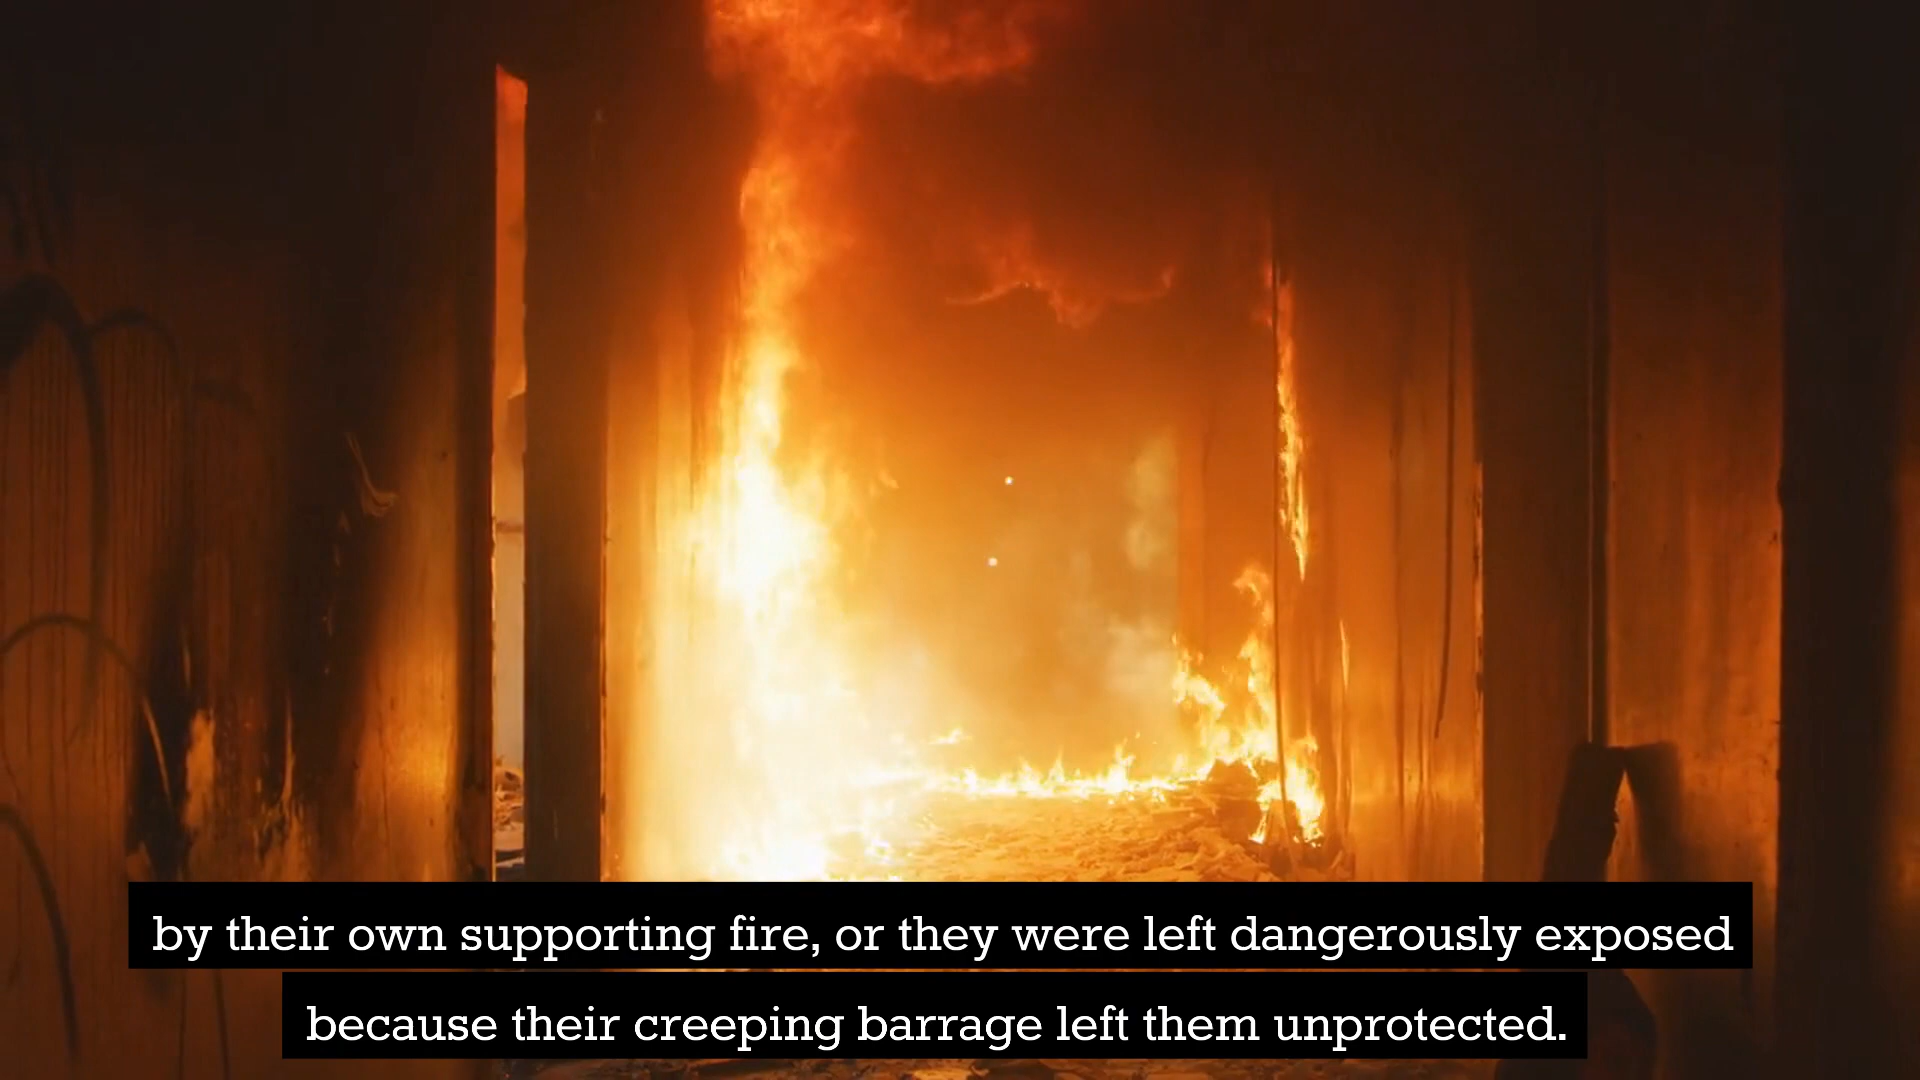 by their own supporting fire, or they were left dangerously exposed
because their creeping barrage left them unprotected.